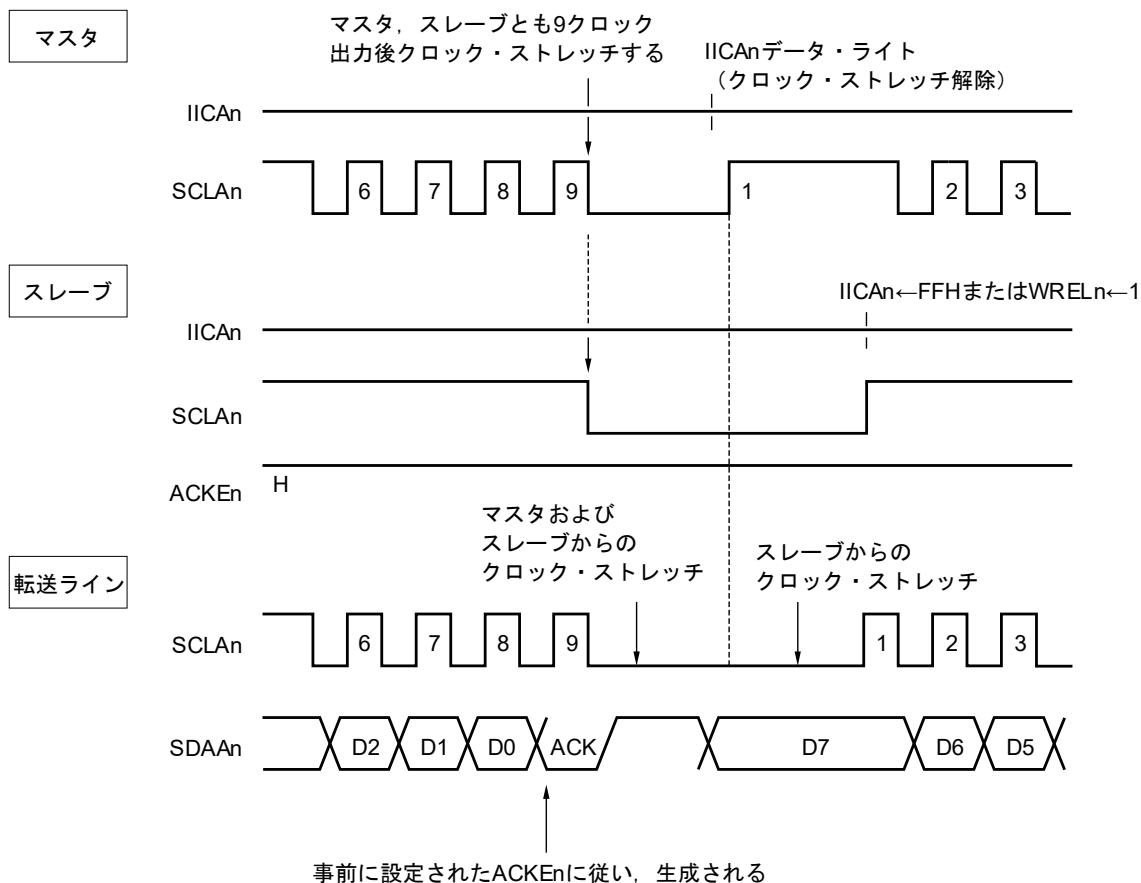 マスタ
マスタ，スレーブとも9クロック
出力後クロック・ストレッチする
IICAnデータ・ライト
（クロック・ストレッチ解除）
IICAn
SCLAn
6 7 8 9 1 2 3
スレーブ
IICAn←FFHまたはWRELn←1
IICAn
SCLAn
ACKEn
H
マスタおよび
スレーブからの
クロック・ストレッチ
スレーブからの
クロック・ストレッチ
転送ライン
SCLAn
6 7 8 9 1 2 3
SDAAn
D2 D1 D0 ACK D7 D6 D5
事前に設定されたACKEnに従い，生成される